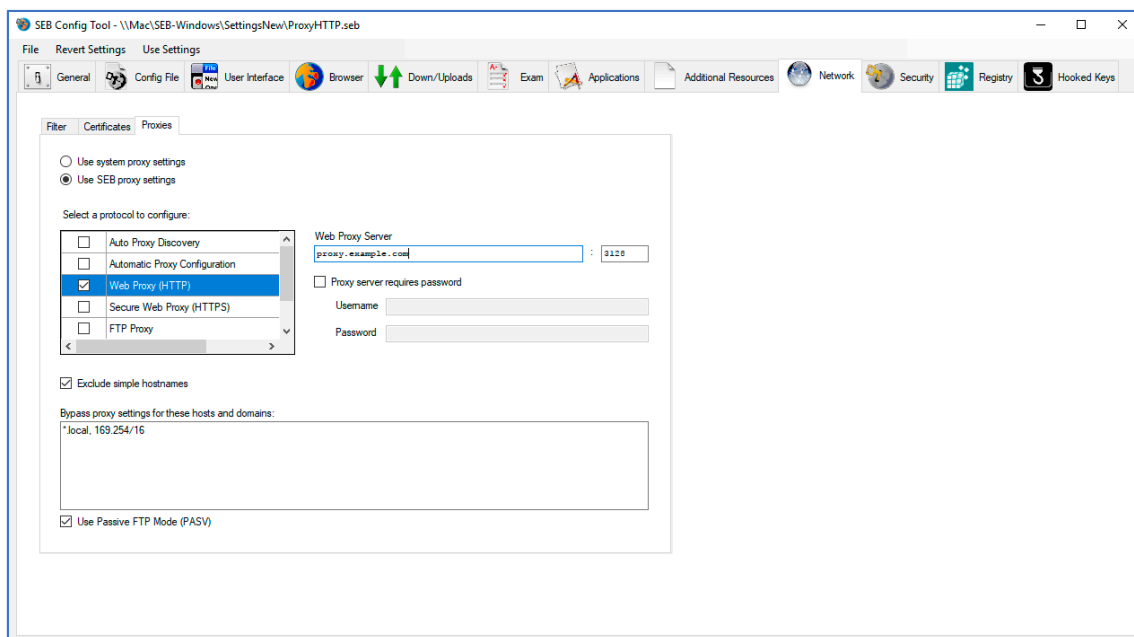 SEB Config Tool - \\Mac\SEB-Windows\SettingsNew\ProxyHTTP.seb
File Revert Settings Use Settings
General Config File User Interface Browser Down/Uploads Exam Applications Additional Resources Network Security Registry Hooked Keys
Filter Certificates Proxies
Use system proxy settings
Use SEB proxy settings
Select a protocol to configure:
Auto Proxy Discovery
Automatic Proxy Configuration
Web Proxy (HTTP)
Secure Web Proxy (HTTPS)
FTP Proxy
Web Proxy Server
proxy.example.com : 3128
Proxy server requires password
Username
Password
Exclude simple hostnames
Bypass proxy settings for these hosts and domains:
*.local, 169.254/16
Use Passive FTP Mode (PASV)